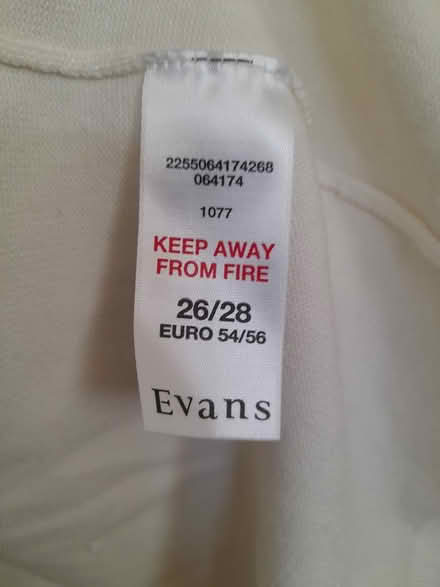 2255064174268
064174
1077
KEEP AWAY
FROM FIRE
26/28
EURO 54/56
Evans